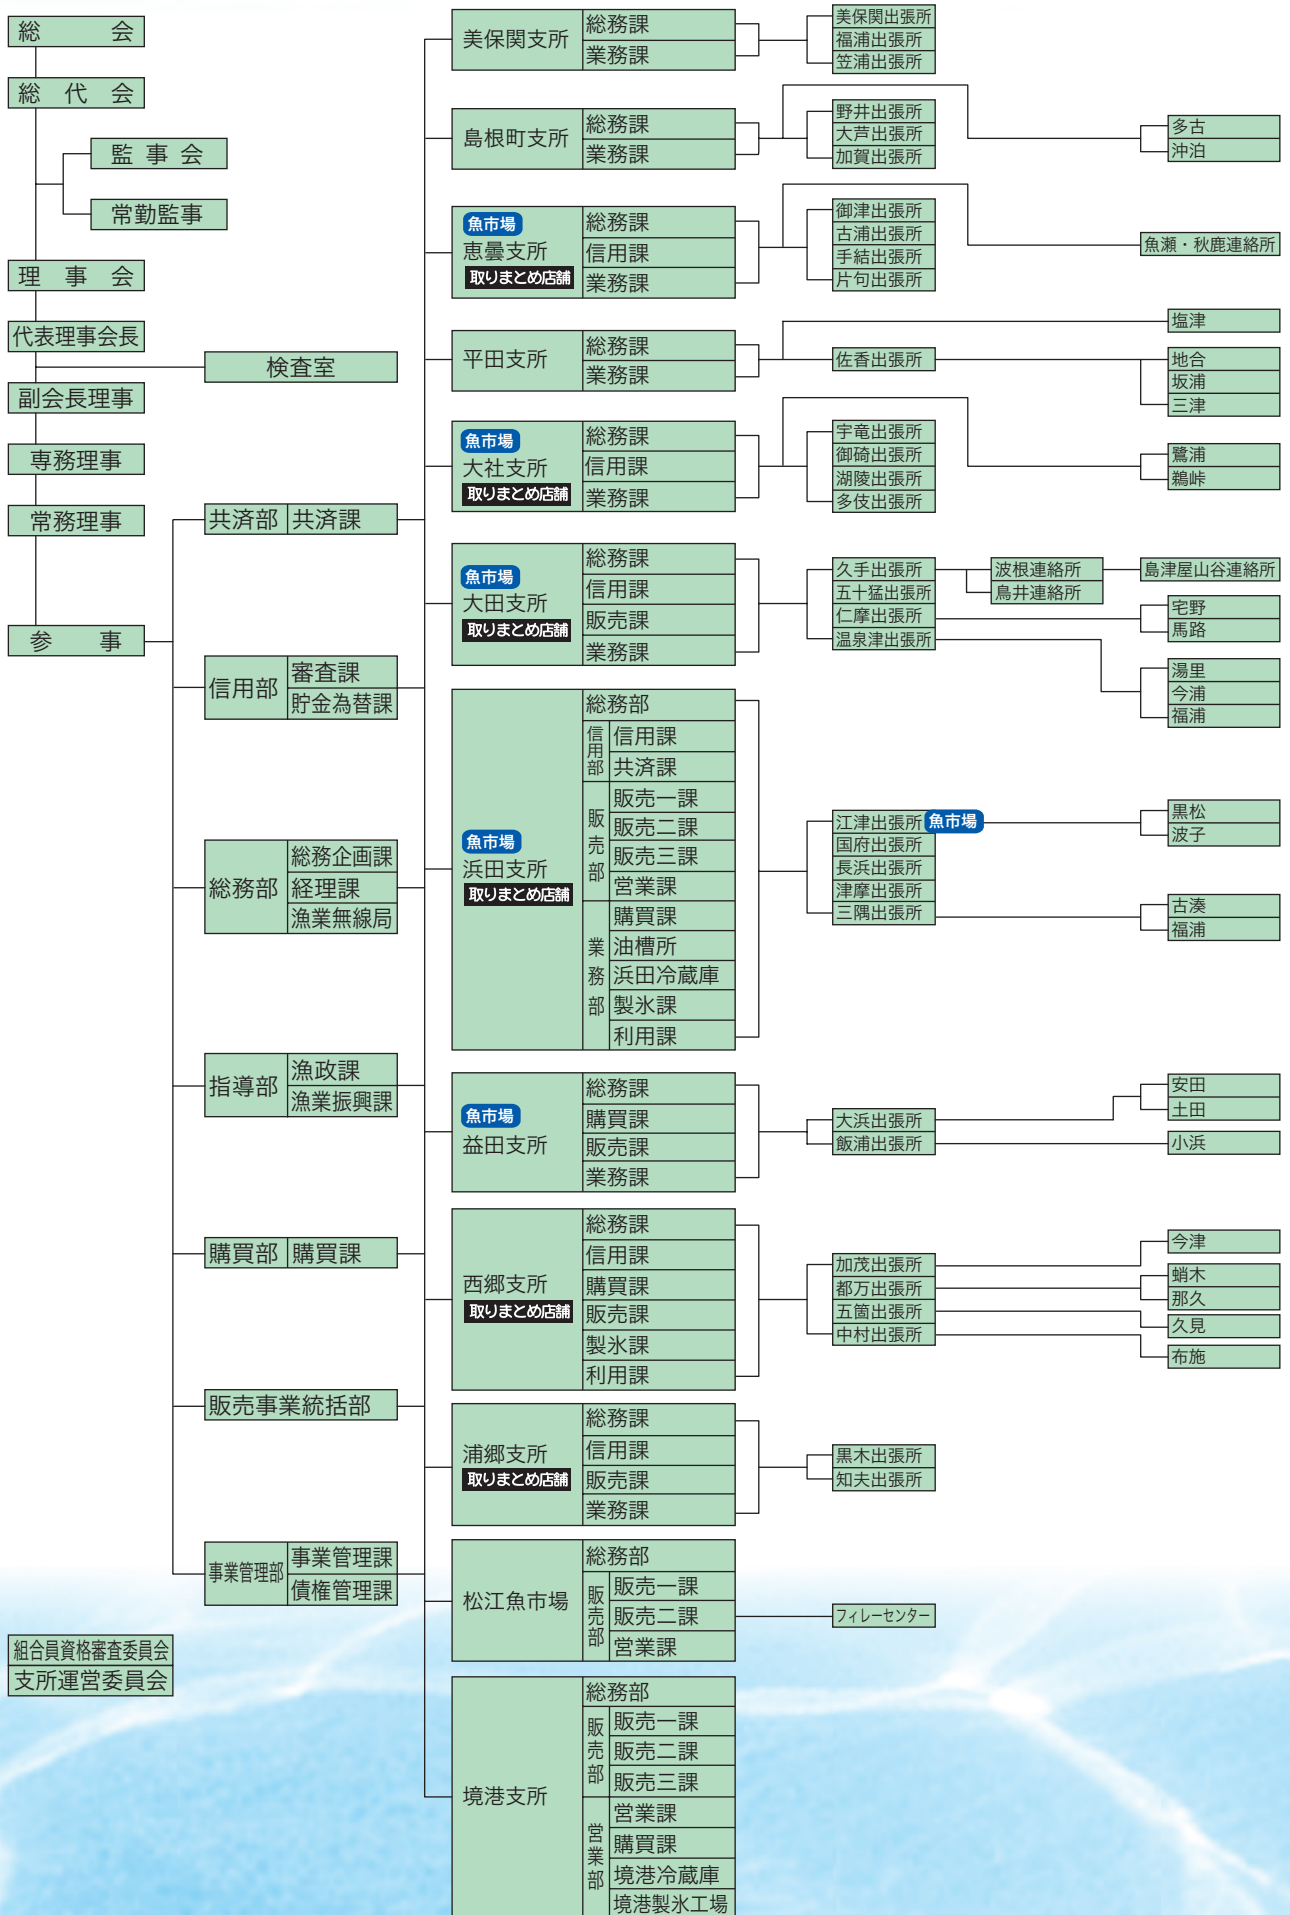 総会
総代会
監事会
常勤監事
理事会
代表理事会長
検査室
副会長理事
専務理事
常務理事
参事
共済部 共済課
信用部
審査課
貯金為替課
総務部
総務企画課
経理課
漁業無線局
指導部
漁政課
漁業振興課
購買部 購買課
販売事業統括部
事業管理部
事業管理課
債権管理課
組合員資格審査委員会
支所運営委員会
美保関支所
総務課
業務課
美保関出張所
福浦出張所
笠浦出張所
島根町支所
総務課
業務課
野井出張所
大芦出張所
加賀出張所
多古
沖泊
魚市場
恵曇支所
取りまとめ店舗
総務課
信用課
業務課
御津出張所
古浦出張所
手結出張所
片句出張所
魚瀬・秋鹿連絡所
平田支所
総務課
業務課
佐香出張所
塩津
地合
坂浦
三津
魚市場
大社支所
取りまとめ店舗
総務課
信用課
業務課
宇竜出張所
御碕出張所
湖陵出張所
多伎出張所
鷺浦
鵜峠
魚市場
大田支所
取りまとめ店舗
総務課
信用課
販売課
業務課
久手出張所
五十猛出張所
仁摩出張所
温泉津出張所
波根連絡所
鳥井連絡所
島津屋山谷連絡所
宅野
馬路
湯里
今浦
福浦
魚市場
浜田支所
取りまとめ店舗
総務部
信用部
信用課
共済課
販売部
販売一課
販売二課
販売三課
営業課
業務部
購買課
油槽所
浜田冷蔵庫
製氷課
利用課
江津出張所 魚市場
国府出張所
長浜出張所
津摩出張所
三隅出張所
黒松
波子
古湊
福浦
魚市場
益田支所
総務課
購買課
販売課
業務課
大浜出張所
飯浦出張所
安田
土田
小浜
西郷支所
取りまとめ店舗
総務課
信用課
購買課
販売課
製氷課
利用課
加茂出張所
都万出張所
五箇出張所
中村出張所
今津
蛸木
那久
久見
布施
浦郷支所
取りまとめ店舗
総務課
信用課
販売課
業務課
黒木出張所
知夫出張所
松江魚市場
総務部
販売部
販売一課
販売二課
営業課
フィレーセンター
境港支所
総務部
販売部
販売一課
販売二課
販売三課
営業部
営業課
購買課
境港冷蔵庫
境港製氷工場